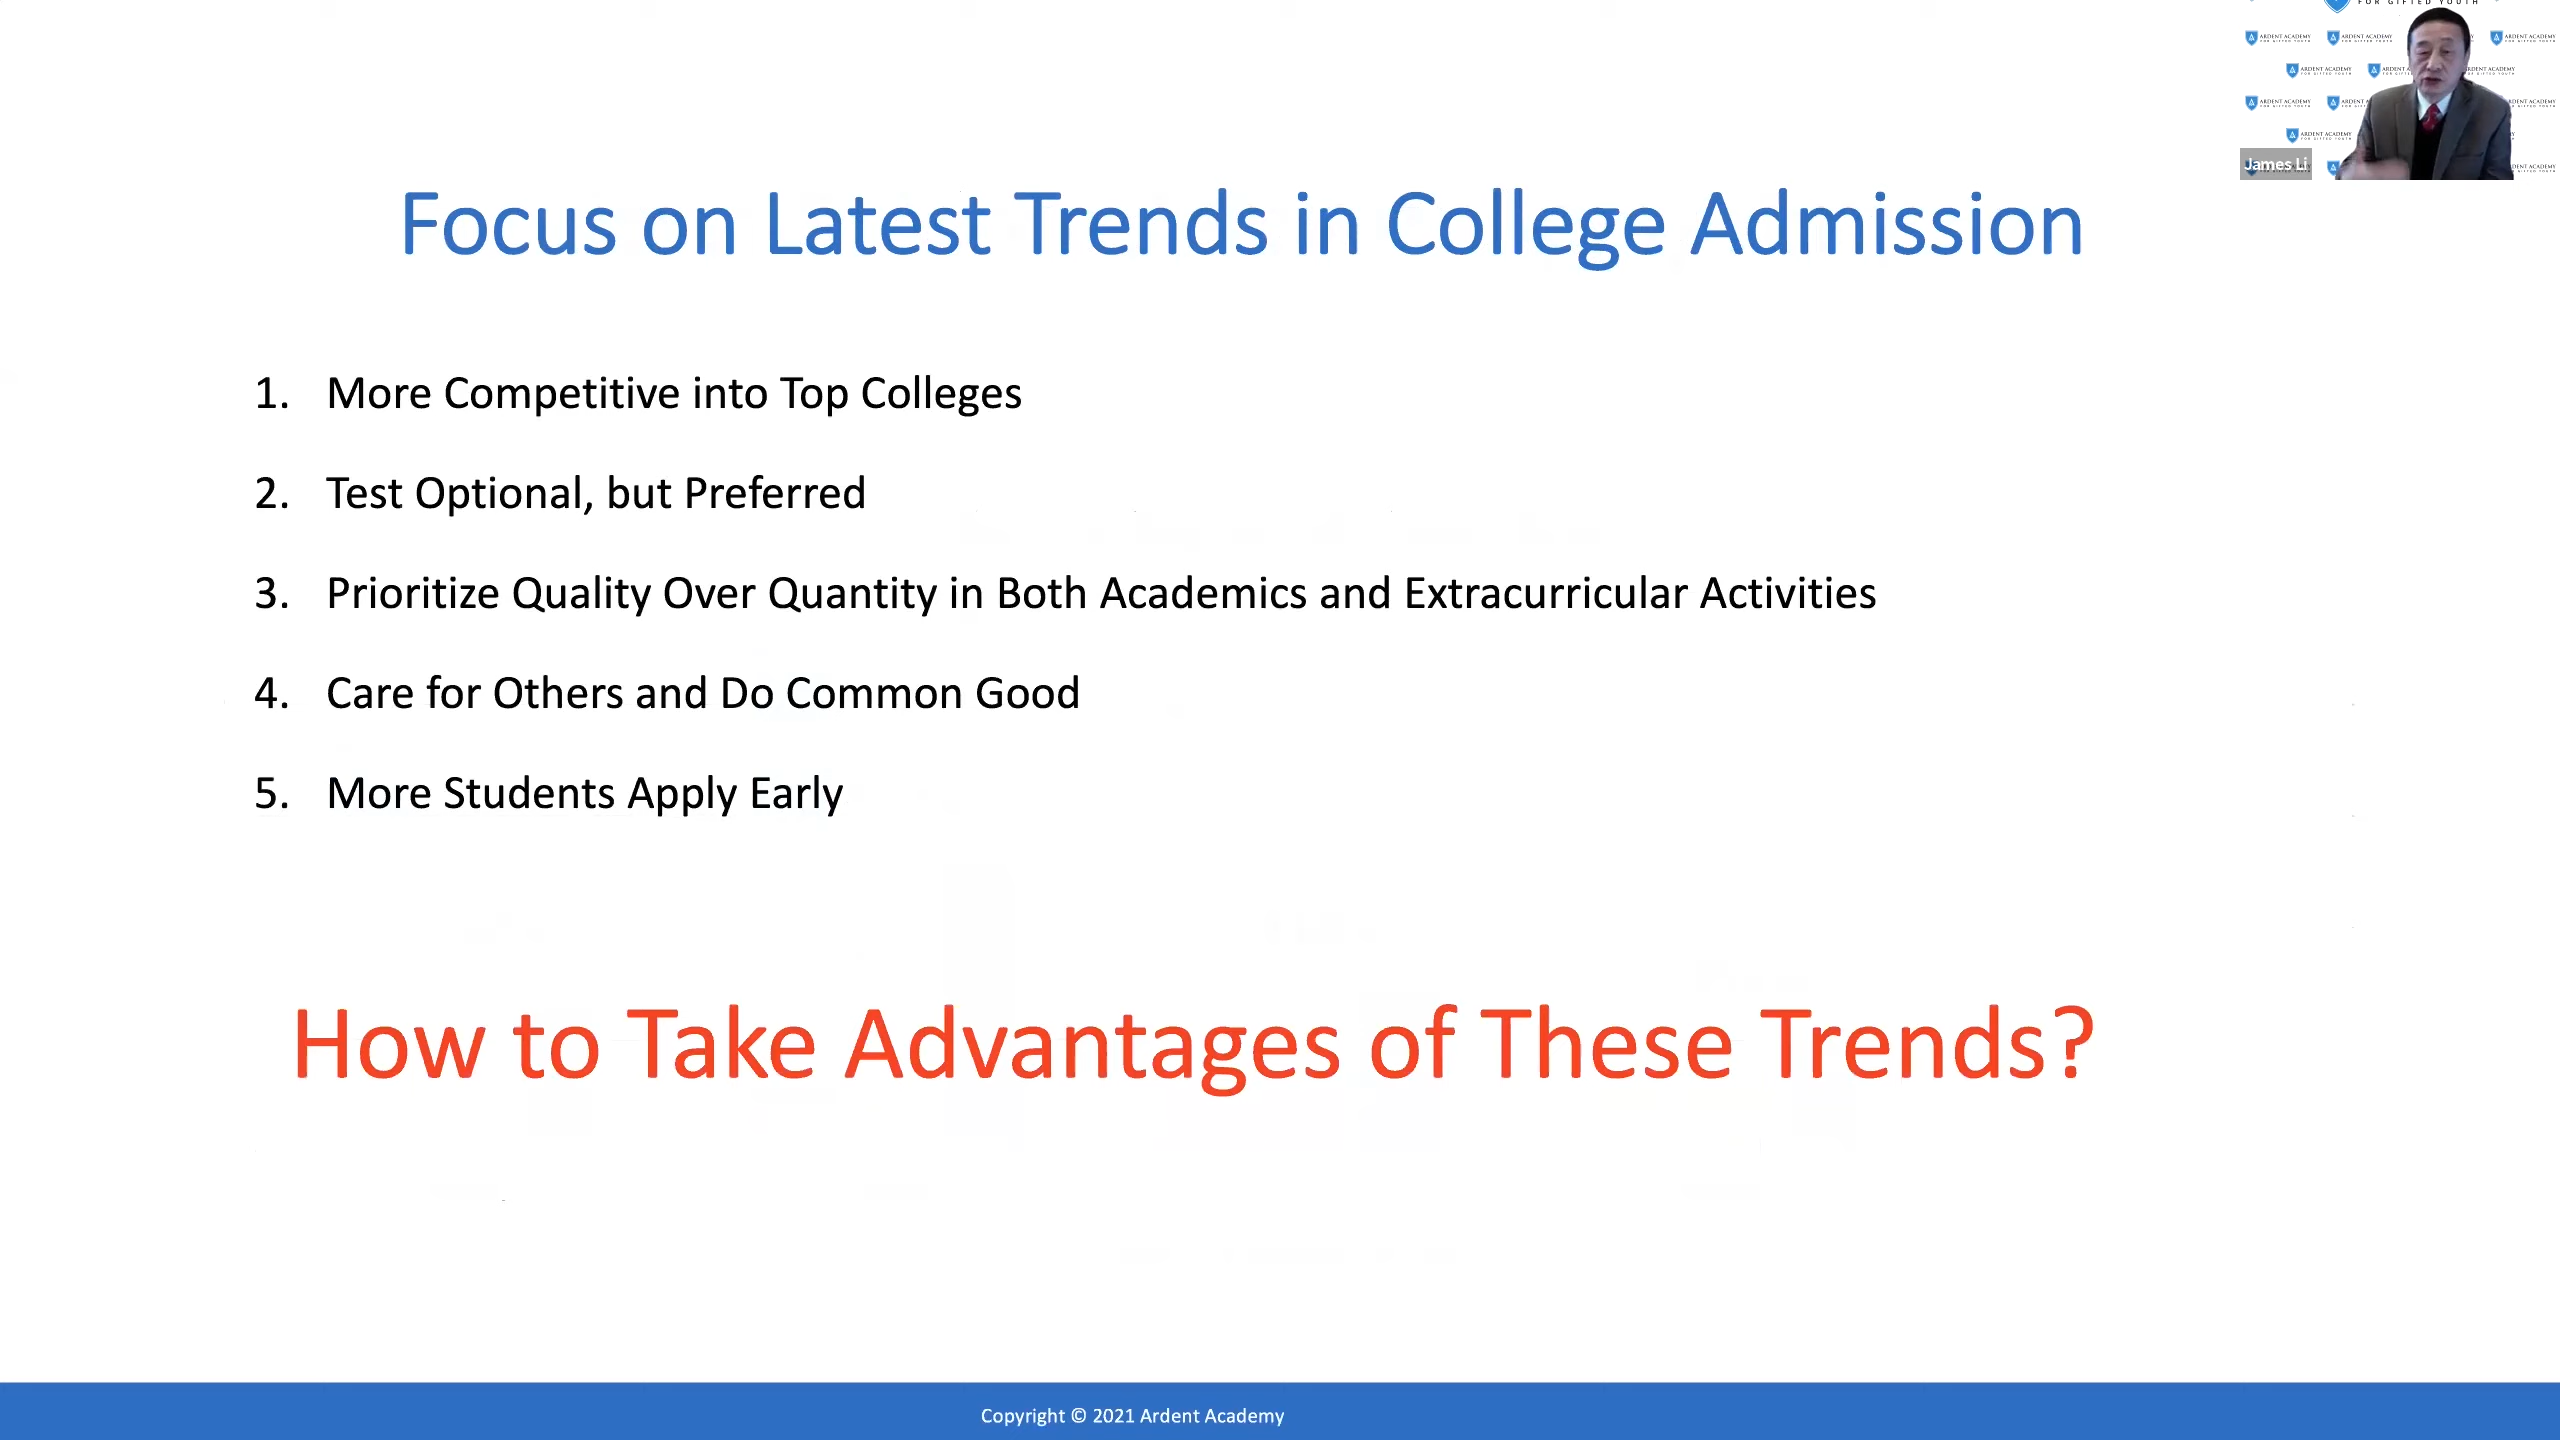 FOR GIFTED YOUTH
ARDENT ACADEMY
James Li
Focus on Latest Trends in College Admission
1. More Competitive into Top Colleges
2. Test Optional, but Preferred
3. Prioritize Quality Over Quantity in Both Academics and Extracurricular Activities
4. Care for Others and Do Common Good
5. More Students Apply Early
How to Take Advantages of These Trends?
Copyright © 2021 Ardent Academy